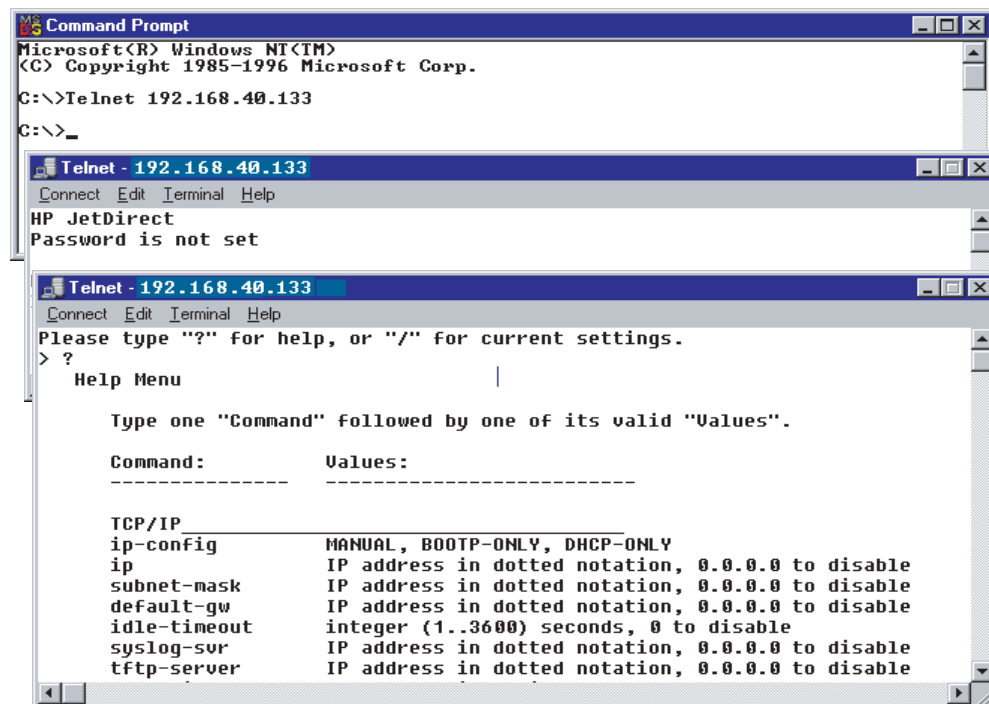 Command Prompt
Microsoft(R) Windows NT(TM)
(C) Copyright 1985-1996 Microsoft Corp.
C:\>Telnet 192.168.40.133
C:\>_
Telnet - 192.168.40.133
Connect Edit Terminal Help
HP JetDirect
Password is not set
Telnet - 192.168.40.133
Connect Edit Terminal Help
Please type "?" for help, or "/" for current settings.
> ?
Help Menu
Type one "Command" followed by one of its valid "Values".
Command: Values:
--------------- --------------------------
TCP/IP_____________________________________
ip-config MANUAL, BOOTP-ONLY, DHCP-ONLY
ip IP address in dotted notation, 0.0.0.0 to disable
subnet-mask IP address in dotted notation, 0.0.0.0 to disable
default-gw IP address in dotted notation, 0.0.0.0 to disable
idle-timeout integer (1..3600) seconds, 0 to disable
syslog-svr IP address in dotted notation, 0.0.0.0 to disable
tftp-server IP address in dotted notation, 0.0.0.0 to disable